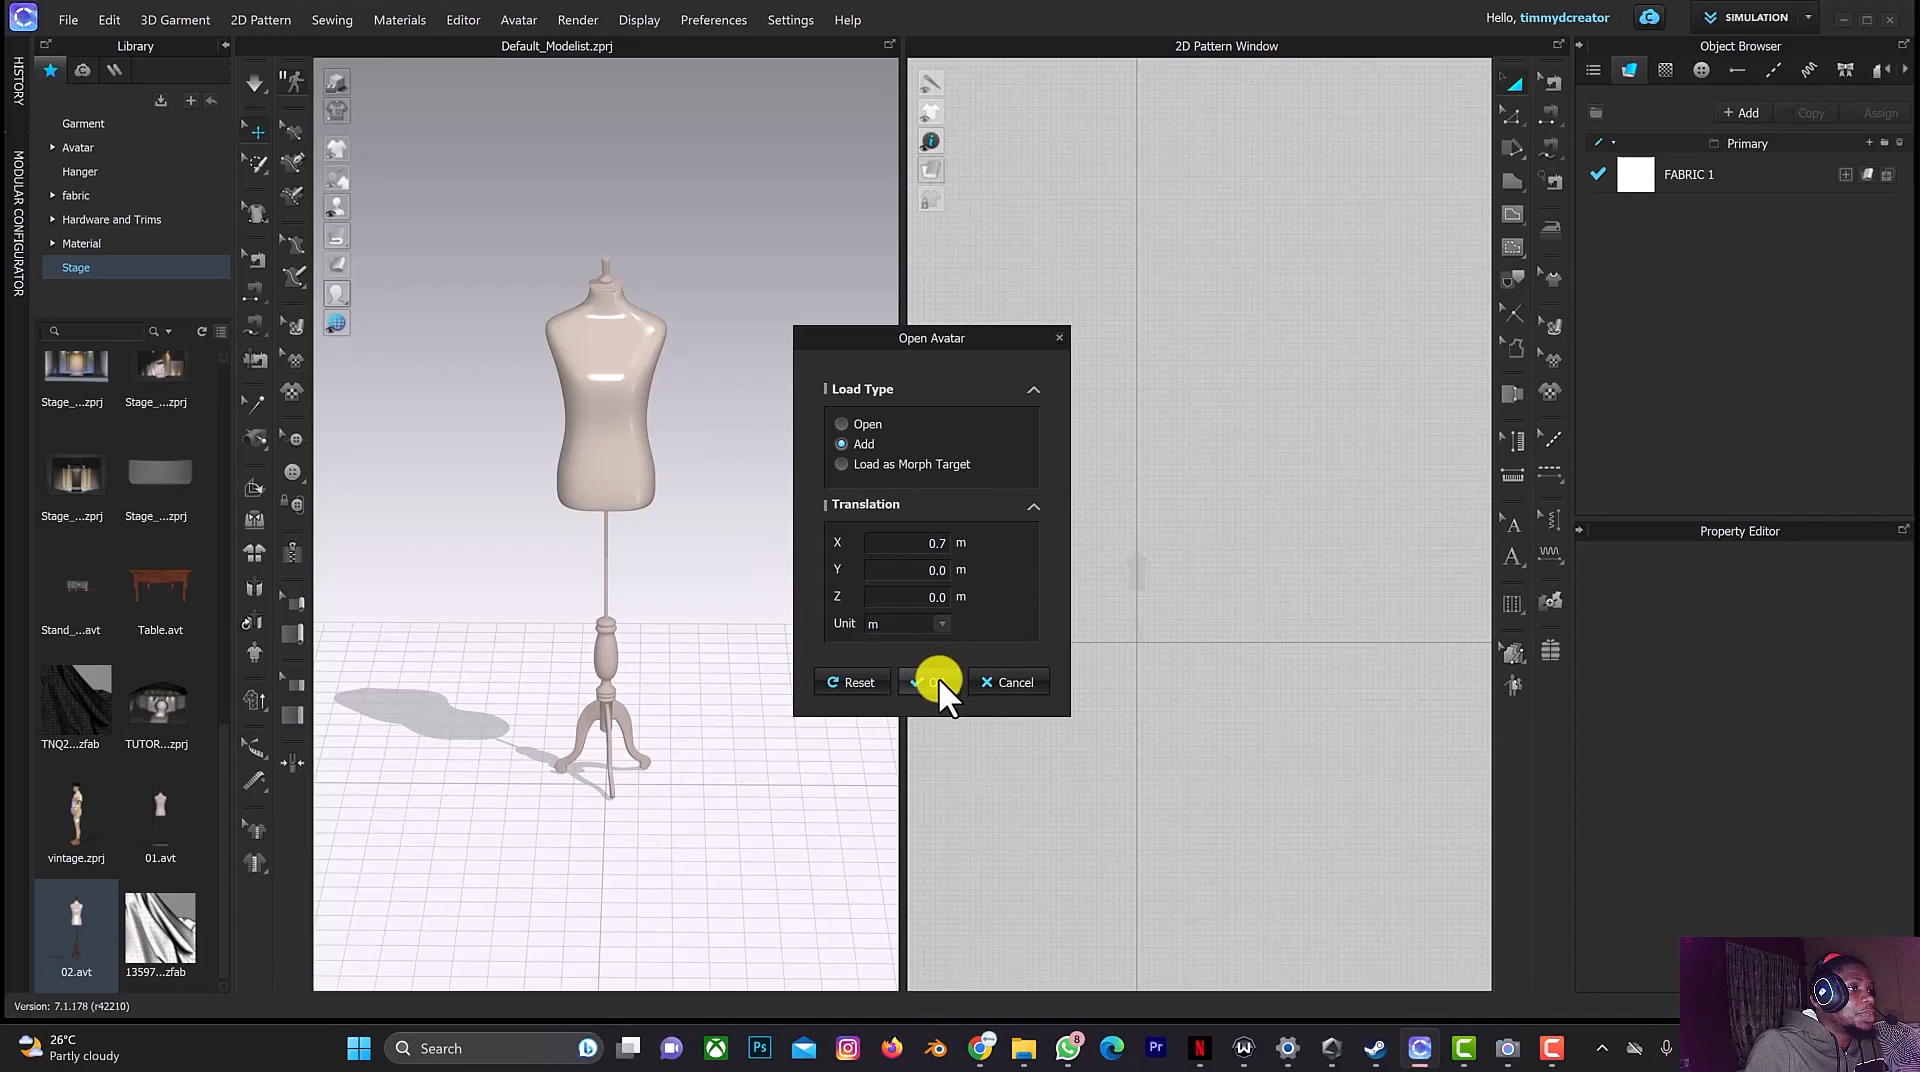 File Edit 3D Garment 2D Pattern Sewing Materials Editor Avatar Render Display Preferences Settings Help
Hello, timmydcreator
SIMULATION
Library
Default_Modelist.zprj
2D Pattern Window
Object Browser
HISTORY
MODULAR CONFIGURATOR
Garment
Avatar
Hanger
fabric
Hardware and Trims
Material
Stage
Stage_...zprj Stage_...zprj
Stage_...zprj Stage_...zprj
Stand_...avt Table.avt
TNQ2...zfab TUTOR...zprj
vintage.zprj 01.avt
02.avt 13597...zfab
Version: 7.1.178 (r42210)
Open Avatar
Load Type
Open
Add
Load as Morph Target
Translation
X 0.7 m
Y 0.0 m
Z 0.0 m
Unit m
Reset
Cancel
+ Add Copy Assign
Primary
FABRIC 1
Property Editor
26°C
Partly cloudy
Search
Ps
8
Pr
N